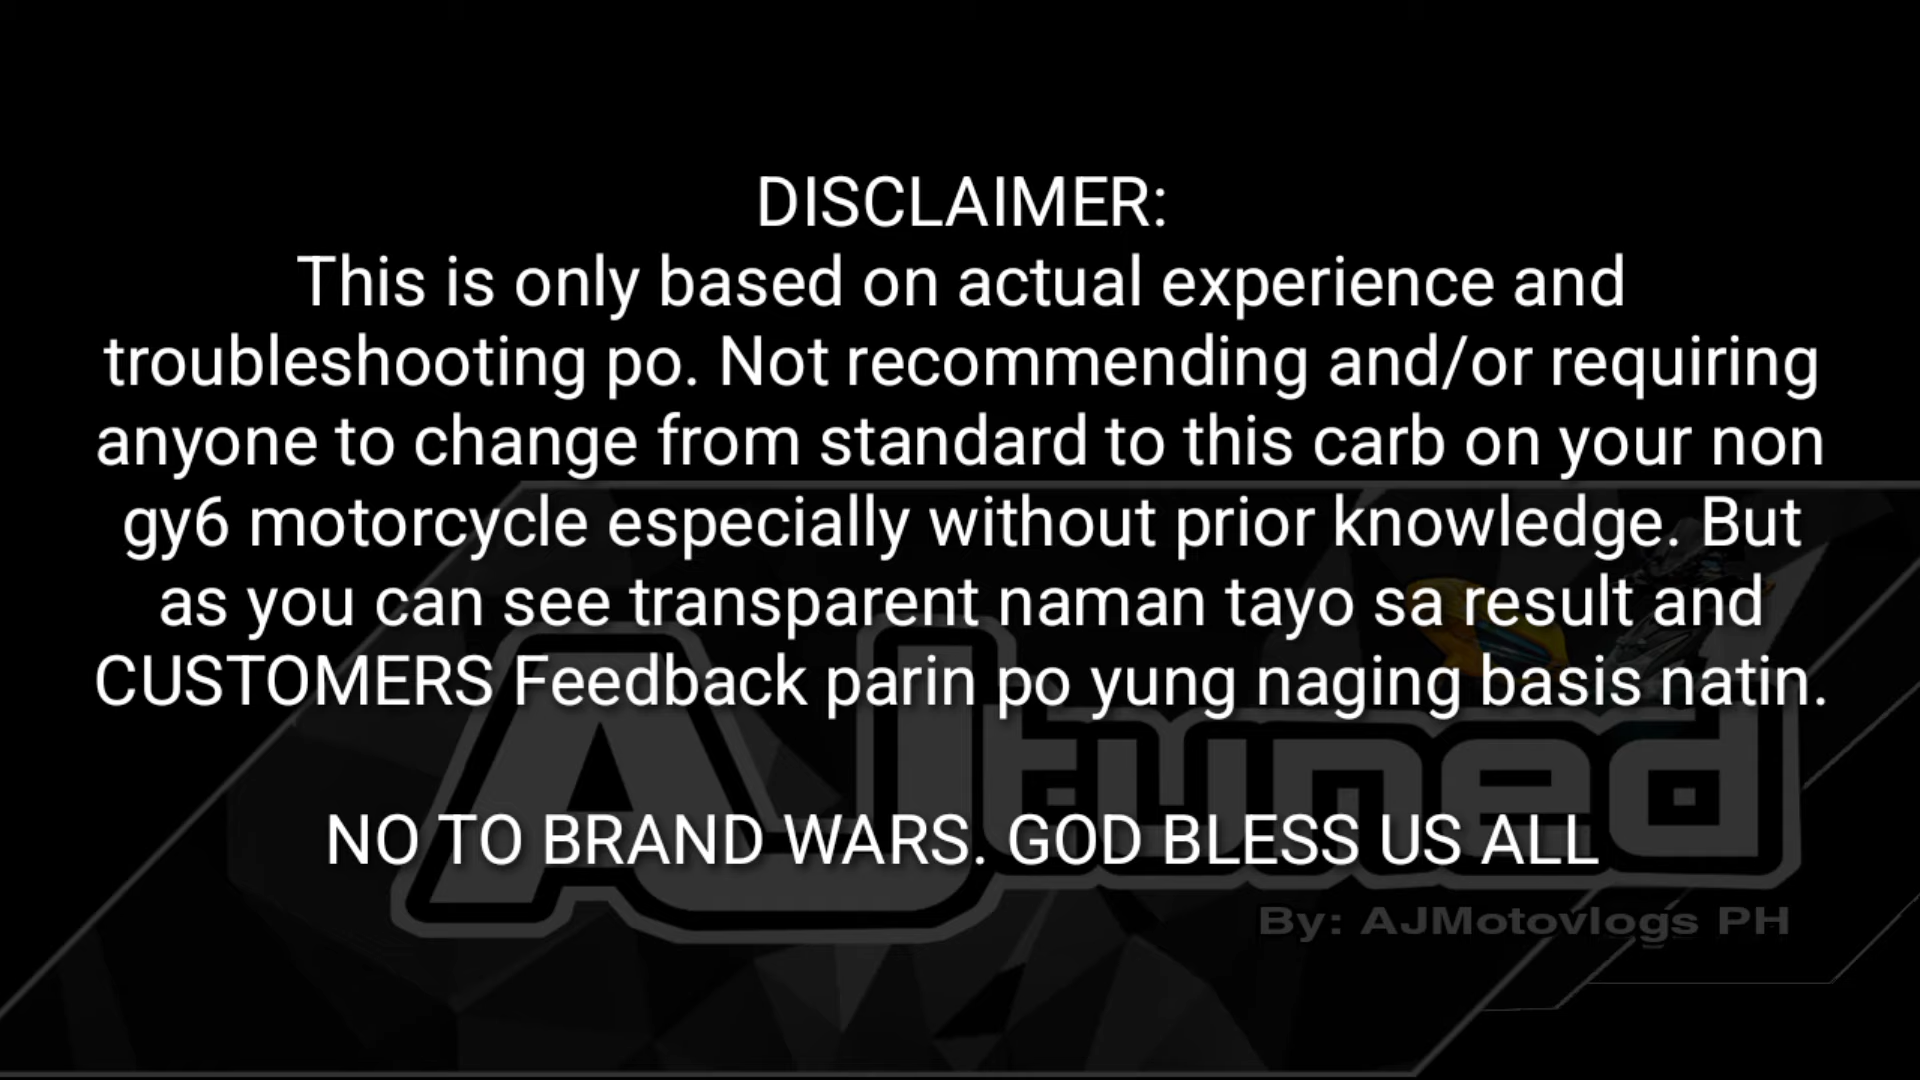 DISCLAIMER:
This is only based on actual experience and
troubleshooting po. Not recommending and/or requiring
anyone to change from standard to this carb on your non
gy6 motorcycle especially without prior knowledge. But
as you can see transparent naman tayo sa result and
CUSTOMERS Feedback parin po yung naging basis natin.
NO TO BRAND WARS. GOD BLESS US ALL
AJtuned
By: AJMotovlogs PH